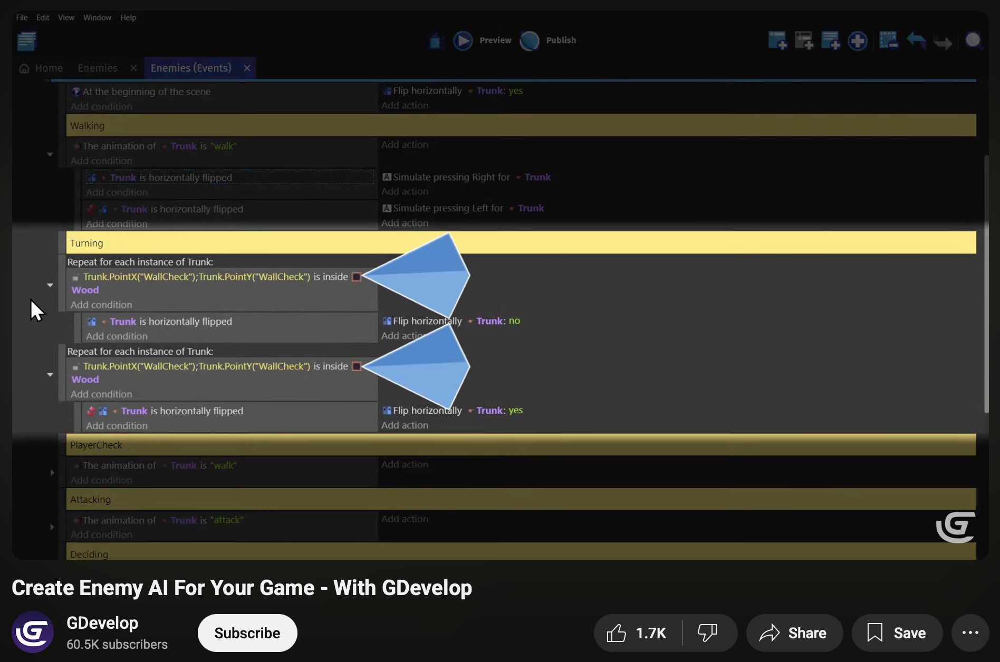 File Edit View Window Help
Preview Publish
Home Enemies Enemies (Events)
At the beginning of the scene Flip horizontally Trunk: yes
Add condition Add action
Walking
The animation of Trunk is "walk" Add action
Add condition
Trunk is horizontally flipped Simulate pressing Right for Trunk
Add condition Add action
Trunk is horizontally flipped Simulate pressing Left for Trunk
Add condition Add action
Turning
Repeat for each instance of Trunk:
Trunk.PointX("WallCheck");Trunk.PointY("WallCheck") is inside
Wood
Add condition
Trunk is horizontally flipped Flip horizontally Trunk: no
Add condition Add action
Repeat for each instance of Trunk:
Trunk.PointX("WallCheck");Trunk.PointY("WallCheck") is inside
Wood
Add condition
Trunk is horizontally flipped Flip horizontally Trunk: yes
Add condition Add action
PlayerCheck
The animation of Trunk is "walk" Add action
Add condition
Attacking
The animation of Trunk is "attack" Add action
Add condition
Deciding
Create Enemy AI For Your Game - With GDevelop
GDevelop
60.5K subscribers
Subscribe
1.7K
Share
Save